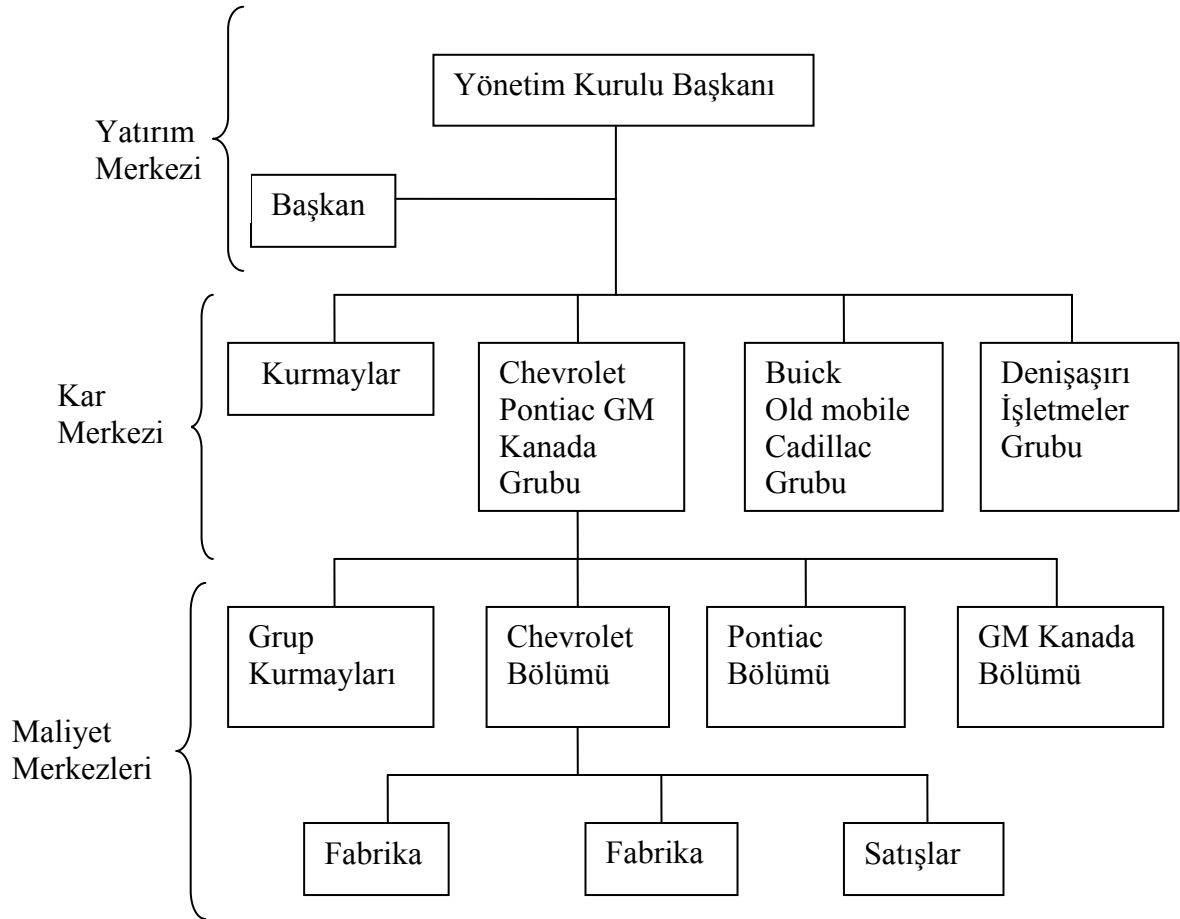 Yönetim Kurulu Başkanı
Yatırım
Merkezi
Başkan
Kar
Merkezi
Kurmaylar
Chevrolet
Pontiac GM
Kanada
Grubu
Buick
Old mobile
Cadillac
Grubu
Denişaşırı
İşletmeler
Grubu
Maliyet
Merkezleri
Grup
Kurmayları
Chevrolet
Bölümü
Pontiac
Bölümü
GM Kanada
Bölümü
Fabrika
Fabrika
Satışlar